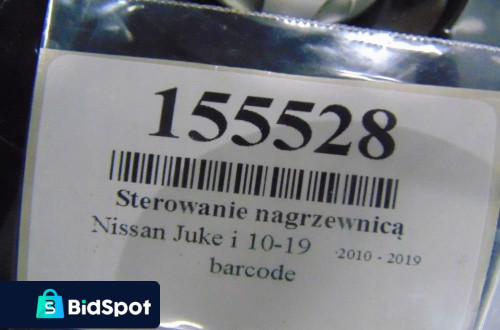 155528
Sterowanie nagrzewnicą
Nissan Juke i 10-19 2010 - 2019
barcode
BidSpot